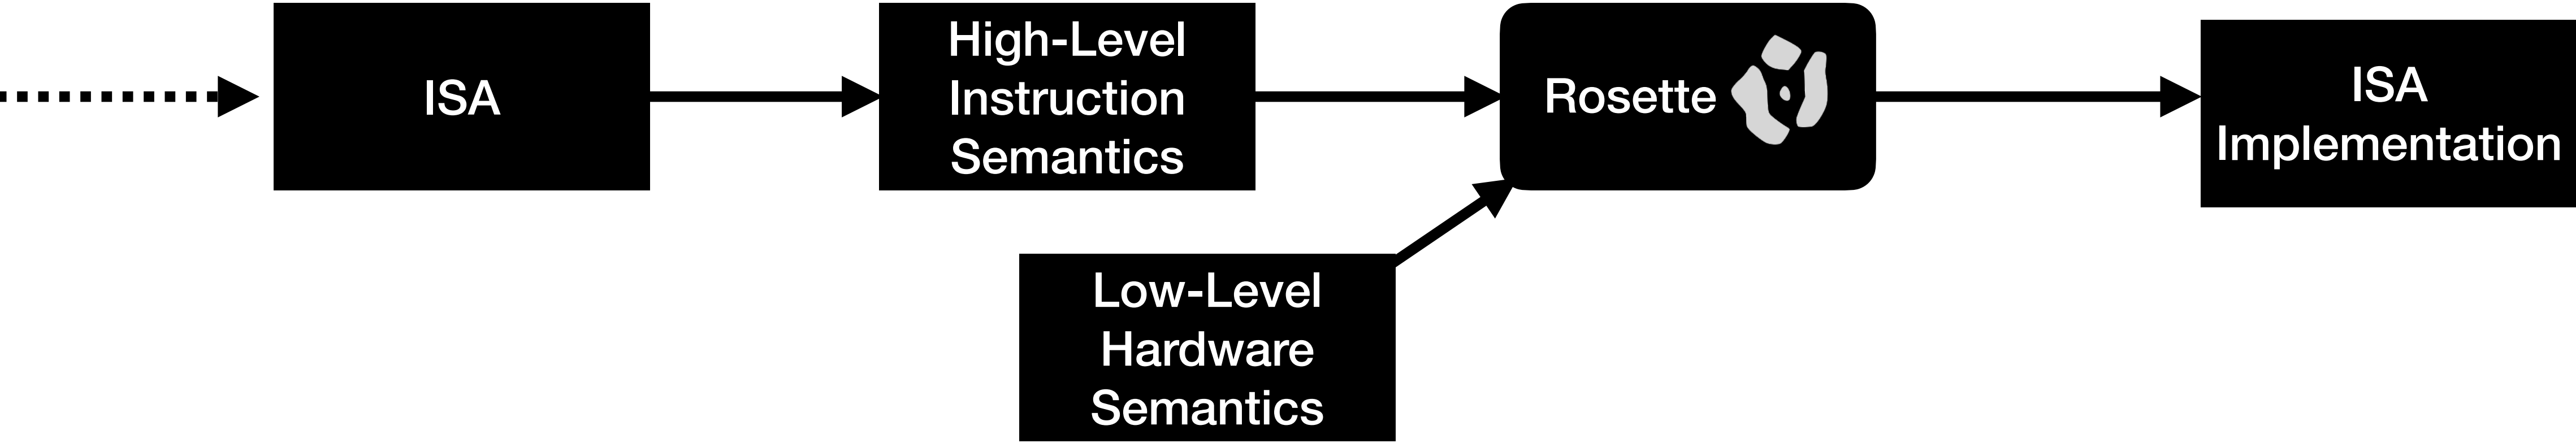 ISA
High-Level
Instruction
Semantics
Rosette
ISA
Implementation
Low-Level
Hardware
Semantics